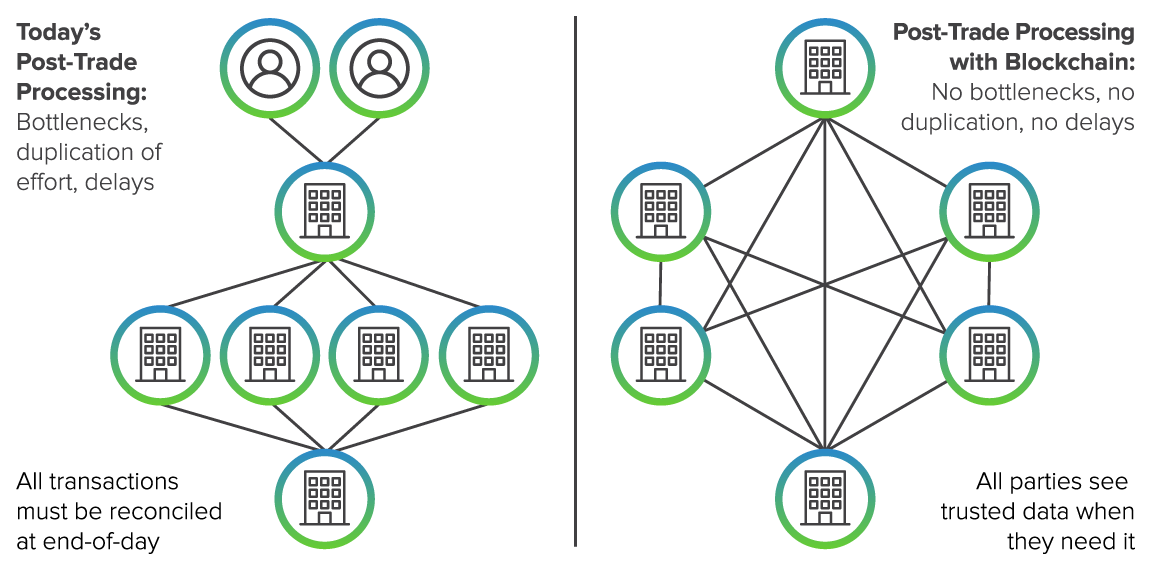 Today’s
Post-Trade
Processing:
Bottlenecks,
duplication of
effort, delays
All transactions
must be reconciled
at end-of-day
Post-Trade Processing
with Blockchain:
No bottlenecks, no
duplication, no delays
All parties see
trusted data when
they need it